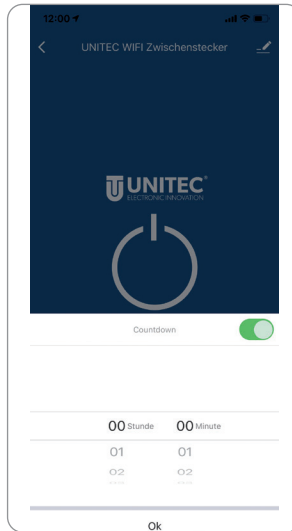 12:00
UNITEC WIFI Zwischenstecker
UNITEC®
ELECTRONIC INNOVATION
Countdown
00 Stunde 00 Minute
01 01
02 02
Ok